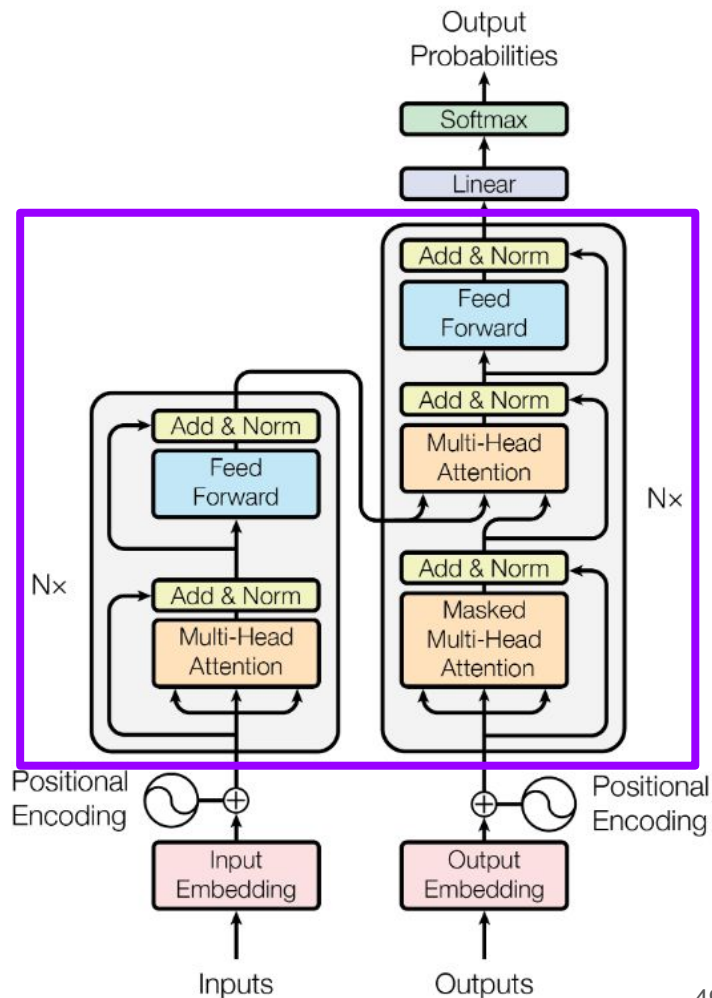 Output
Probabilities
Softmax
Linear
Add & Norm
Feed
Forward
Add & Norm
Multi-Head
Attention
Add & Norm
Masked
Multi-Head
Attention
Nx
Add & Norm
Feed
Forward
Add & Norm
Multi-Head
Attention
Nx
Positional
Encoding
Positional
Encoding
Input
Embedding
Output
Embedding
Inputs
Outputs